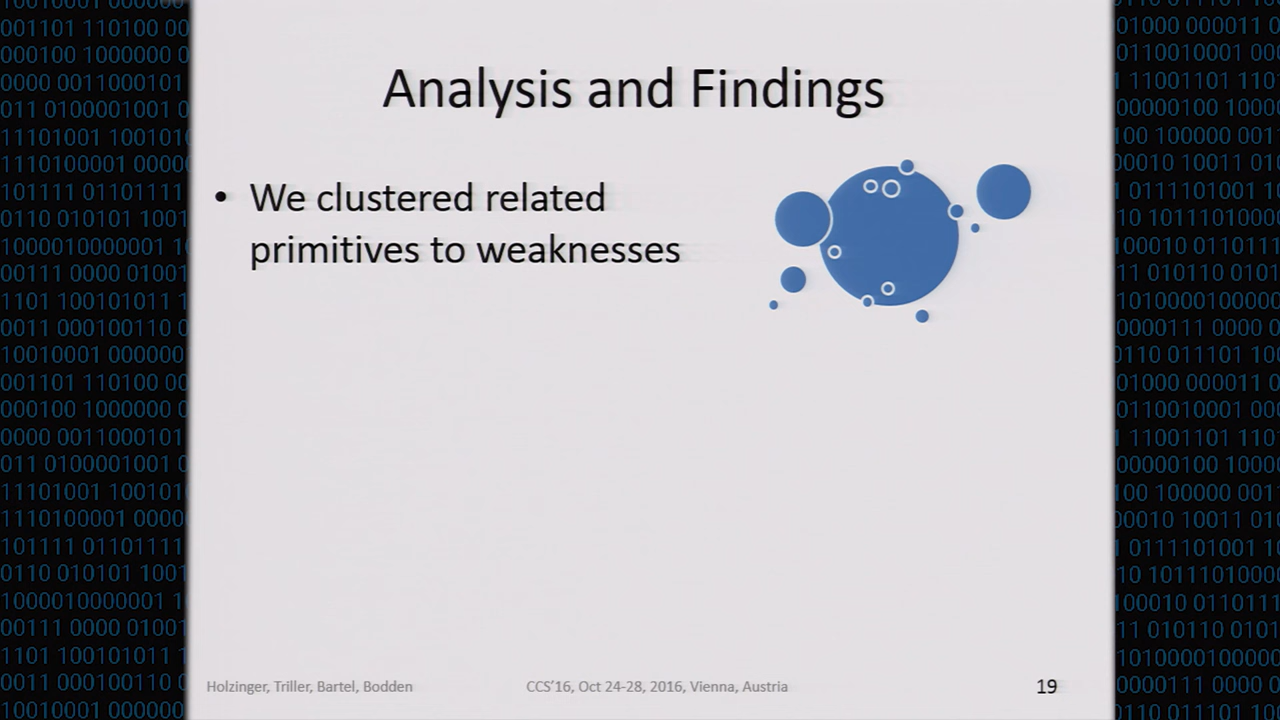 Analysis and Findings
• We clustered related
primitives to weaknesses
Holzinger, Triller, Bartel, Bodden
CCS'16, Oct 24-28, 2016, Vienna, Austria
19